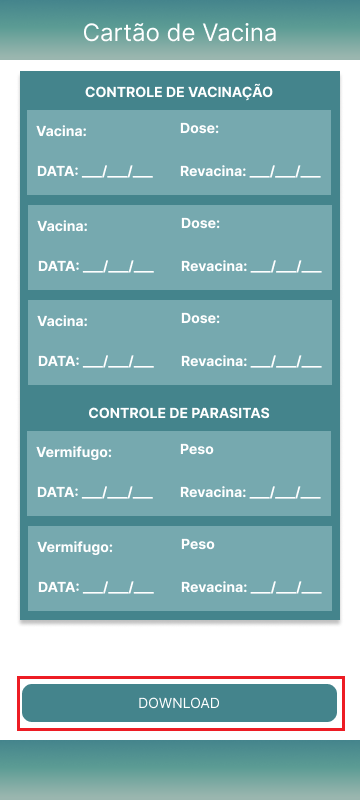 Cartão de Vacina
CONTROLE DE VACINAÇÃO
Vacina: Dose:
DATA: ___/___/___ Revacina: ___/___/___
Vacina: Dose:
DATA: ___/___/___ Revacina: ___/___/___
Vacina: Dose:
DATA: ___/___/___ Revacina: ___/___/___
CONTROLE DE PARASITAS
Vermifugo: Peso
DATA: ___/___/___ Revacina: ___/___/___
Vermifugo: Peso
DATA: ___/___/___ Revacina: ___/___/___
DOWNLOAD